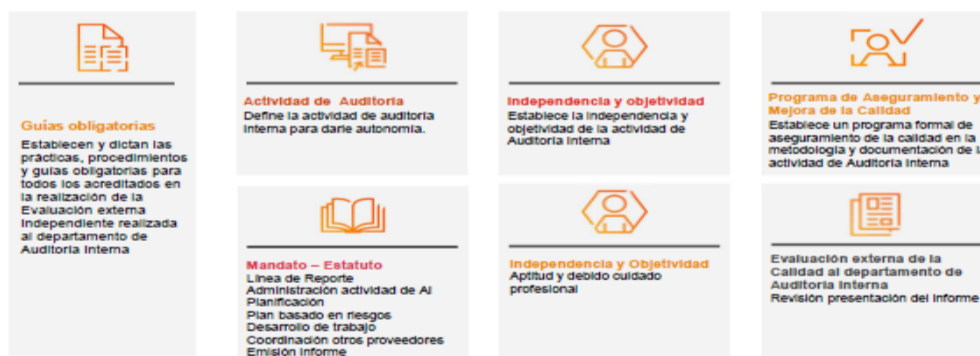 Guías obligatorias
Establecen y dictan las
prácticas, procedimientos
y guías obligatorias para
todos los acreditados en
la realización de la
Evaluación externa
Independiente realizada
al departamento de
Auditoría Interna
Actividad de Auditoría
Define la actividad de auditoría
Interna para darle autonomía.
Mandato – Estatuto
Línea de Reporte
Administración actividad de AI
Planificación
Plan basado en riesgos
Desarrollo de trabajo
Coordinación otros proveedores
Emisión Informe
Independencia y objetividad
Establece la Independencia y
objetividad de la actividad de
Auditoría Interna
Independencia y Objetividad
Aptitud y debido cuidado
profesional
Programa de Aseguramiento y
Mejora de la Calidad
Establece un programa formal de
aseguramiento de la calidad en la
metodología y documentación de la
actividad de Auditoría Interna
Evaluación externa de la
Calidad al departamento de
Auditoría Interna
Revisión presentación del Informe